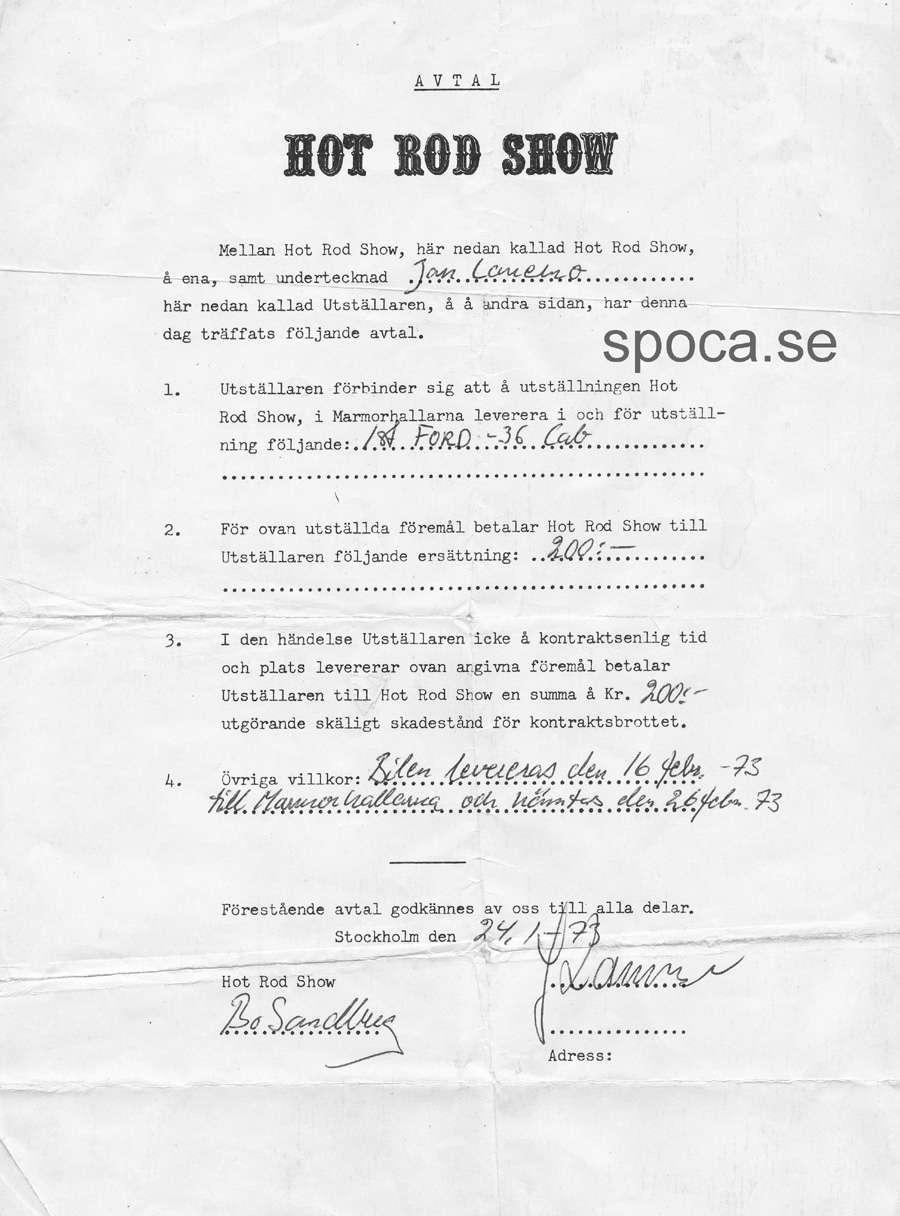 A V T A L
HOT ROD SHOW
Mellan Hot Rod Show, här nedan kallad Hot Rod Show,
å ena, samt undertecknad Jan
här nedan kallad Utställaren, å å andra sidan, har denna
dag träffats följande avtal.
spoca.se
1. Utställaren förbinder sig att å utställningen Hot
Rod Show, i Marmorhallarna leverera i och för utställ-
ning följande: 1st FORD -36 Cab
2. För ovan utställda föremål betalar Hot Rod Show till
Utställaren följande ersättning: 200:-
3. I den händelse Utställaren icke å kontraktsenlig tid
och plats levererar ovan angivna föremål betalar
Utställaren till Hot Rod Show en summa å Kr. 200:-
utgörande skäligt skadestånd för kontraktsbrottet.
4. Övriga villkor: Bilen levereras den 16 febr. -73
till Marmorhallarna och hämtas den 26 febr. 73
Förestående avtal godkännes av oss till alla delar.
Stockholm den 24.1.-73
Hot Rod Show
Bo
Adress: